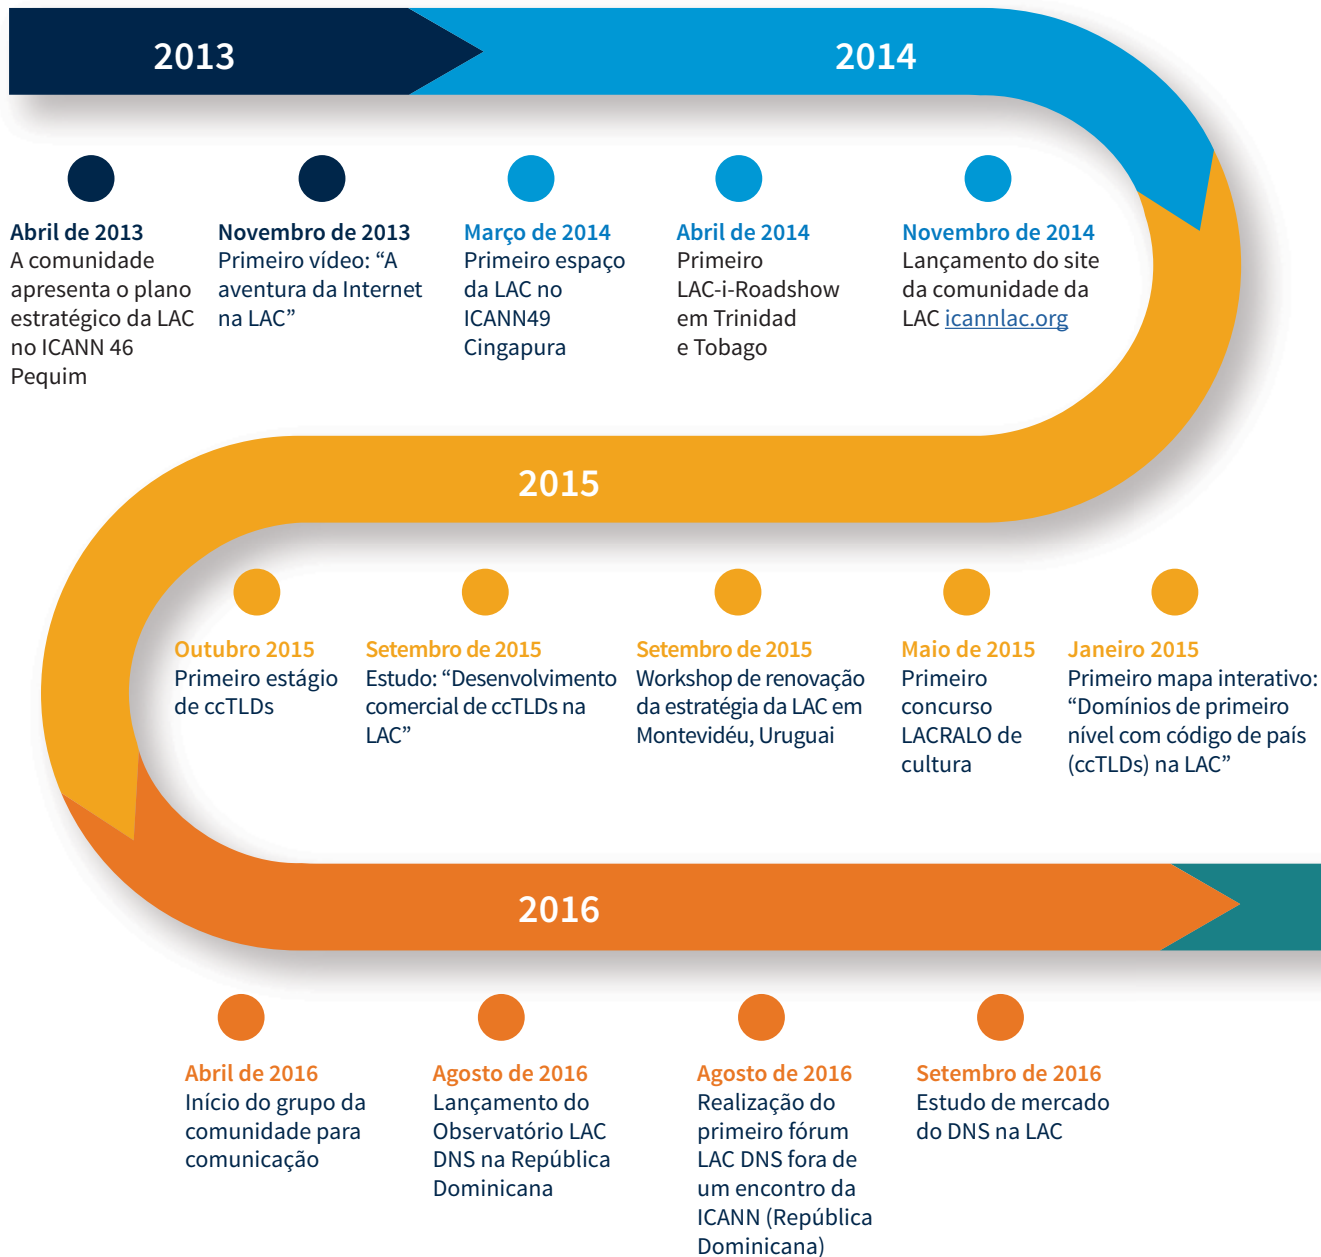 2013
2014
Abril de 2013
A comunidade
apresenta o plano
estratégico da LAC
no ICANN 46
Pequim
Novembro de 2013
Primeiro vídeo: “A
aventura da Internet
na LAC”
Março de 2014
Primeiro espaço
da LAC no
ICANN49
Cingapura
Abril de 2014
Primeiro
LAC-i-Roadshow
em Trinidad
e Tobago
Novembro de 2014
Lançamento do site
da comunidade da
LAC icannlac.org
2015
Outubro 2015
Primeiro estágio
de ccTLDs
Setembro de 2015
Estudo: “Desenvolvimento
comercial de ccTLDs na
LAC”
Setembro de 2015
Workshop de renovação
da estratégia da LAC em
Montevidéu, Uruguai
Maio de 2015
Primeiro
concurso
LACRALO de
cultura
Janeiro 2015
Primeiro mapa interativo:
“Domínios de primeiro
nível com código de país
(ccTLDs) na LAC”
2016
Abril de 2016
Início do grupo da
comunidade para
comunicação
Agosto de 2016
Lançamento do
Observatório LAC
DNS na República
Dominicana
Agosto de 2016
Realização do
primeiro fórum
LAC DNS fora de
um encontro da
ICANN (República
Dominicana)
Setembro de 2016
Estudo de mercado
do DNS na LAC